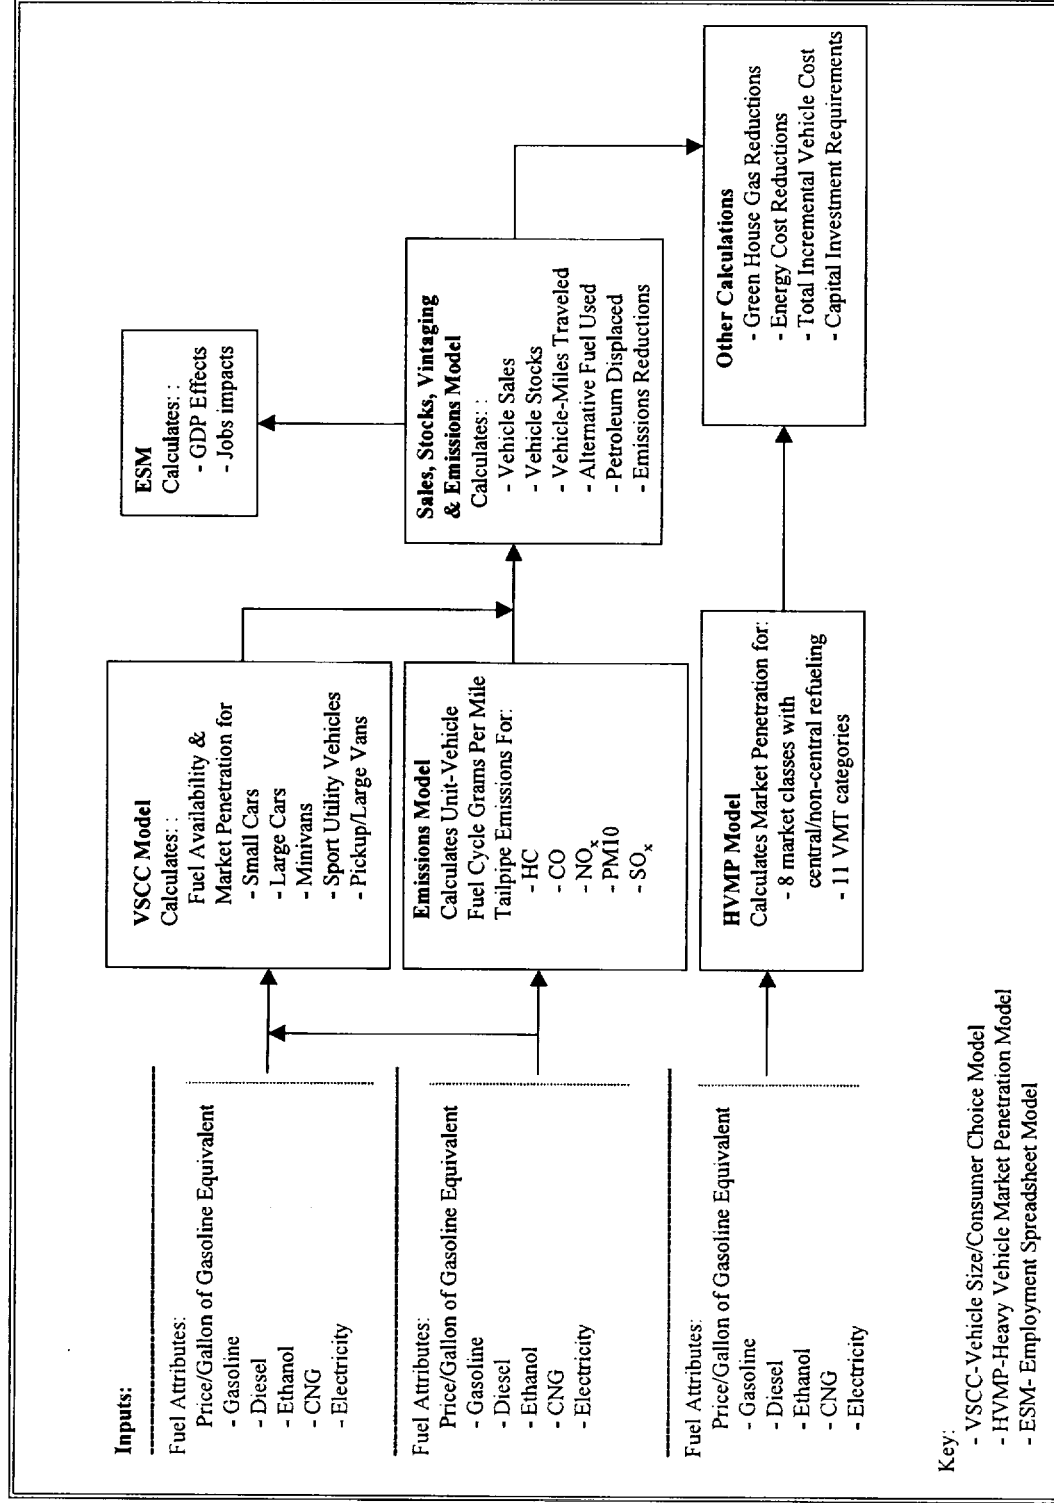 Inputs:
Fuel Attributes:
Price/Gallon of Gasoline Equivalent
- Gasoline
- Diesel
- Ethanol
- CNG
- Electricity
Fuel Attributes:
Price/Gallon of Gasoline Equivalent
- Gasoline
- Diesel
- Ethanol
- CNG
- Electricity
Fuel Attributes:
Price/Gallon of Gasoline Equivalent
- Gasoline
- Diesel
- Ethanol
- CNG
- Electricity
VSCC Model
Calculates: :
Fuel Availability &
Market Penetration for
- Small Cars
- Large Cars
- Minivans
- Sport Utility Vehicles
- Pickup/Large Vans
Emissions Model
Calculates Unit-Vehicle
Fuel Cycle Grams Per Mile
Tailpipe Emissions For:
- HC
- CO
- NOx
- PM10
- SOx
HVMP Model
Calculates Market Penetration for:
- 8 market classes with
central/non-central refueling
- 11 VMT categories
ESM
Calculates: :
- GDP Effects
- Jobs impacts
Sales, Stocks, Vintaging
& Emissions Model
Calculates: :
- Vehicle Sales
- Vehicle Stocks
- Vehicle-Miles Traveled
- Alternative Fuel Used
- Petroleum Displaced
- Emissions Reductions
Other Calculations
- Green House Gas Reductions
- Energy Cost Reductions
- Total Incremental Vehicle Cost
- Capital Investment Requirements
Key:
- VSCC-Vehicle Size/Consumer Choice Model
- HVMP-Heavy Vehicle Market Penetration Model
- ESM- Employment Spreadsheet Model